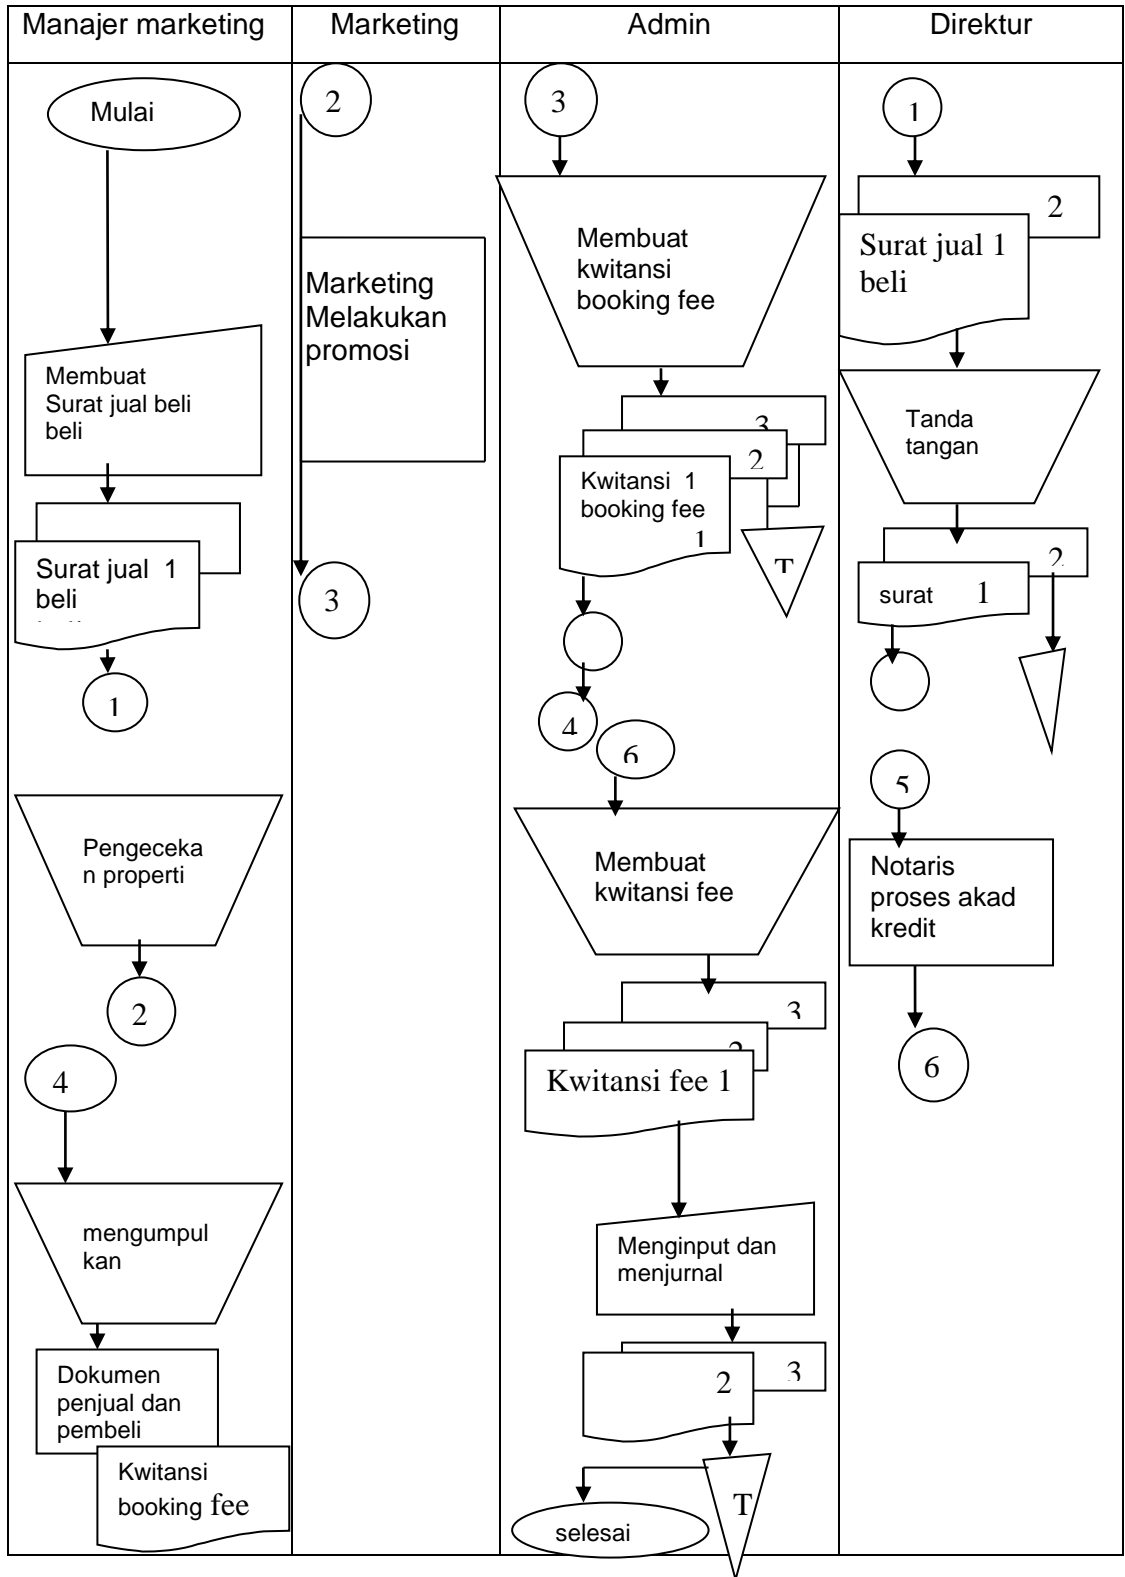 Manajer marketing
Marketing
Admin
Direktur
Mulai
Membuat
Surat jual beli
beli
Surat jual 1
beli
1
Pengeceka
n properti
2
4
mengumpul
kan
Dokumen
penjual dan
pembeli
Kwitansi
booking fee
2
Marketing
Melakukan
promosi
3
3
Membuat
kwitansi
booking fee
3
2
Kwitansi 1
booking fee
1
T
4
6
Membuat
kwitansi fee
3
2
Kwitansi fee 1
Menginput dan
menjurnal
3
2
T
selesai
1
2
Surat jual 1
beli
Tanda
tangan
2
surat 1
5
Notaris
proses akad
kredit
6